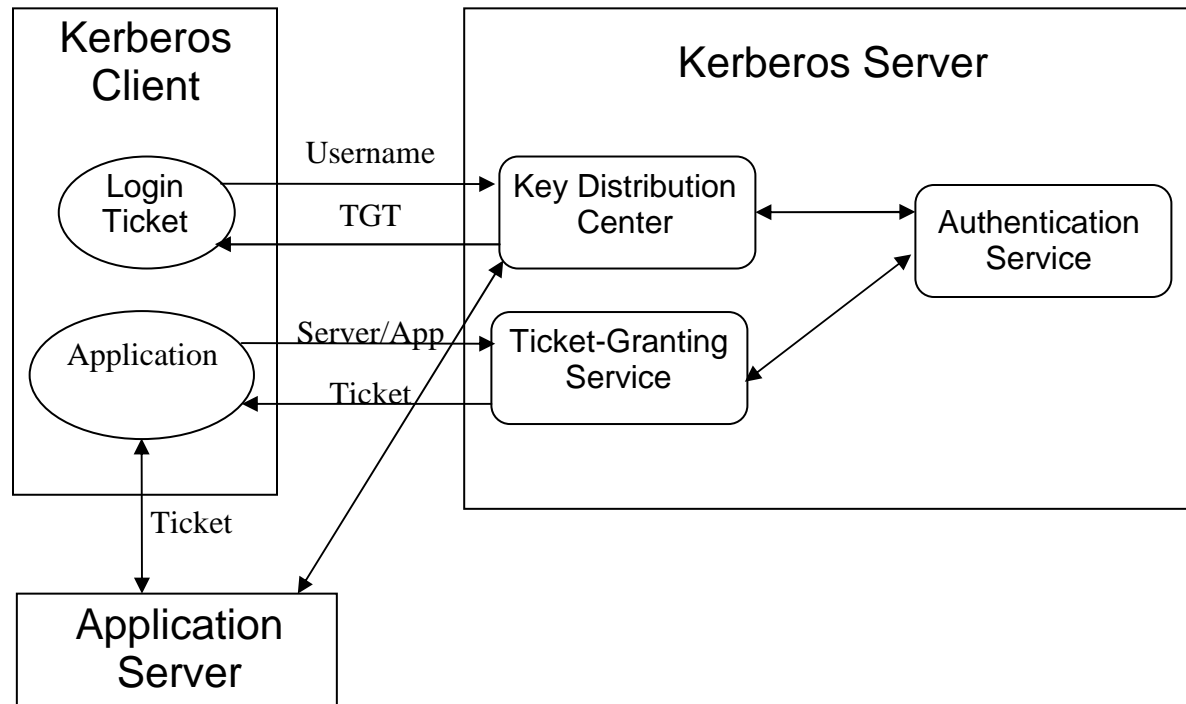 Kerberos
Client
Kerberos Server
Username
Login
Ticket
TGT
Key Distribution
Center
Authentication
Service
Server/App
Application
Ticket
Ticket-Granting
Service
Ticket
Application
Server